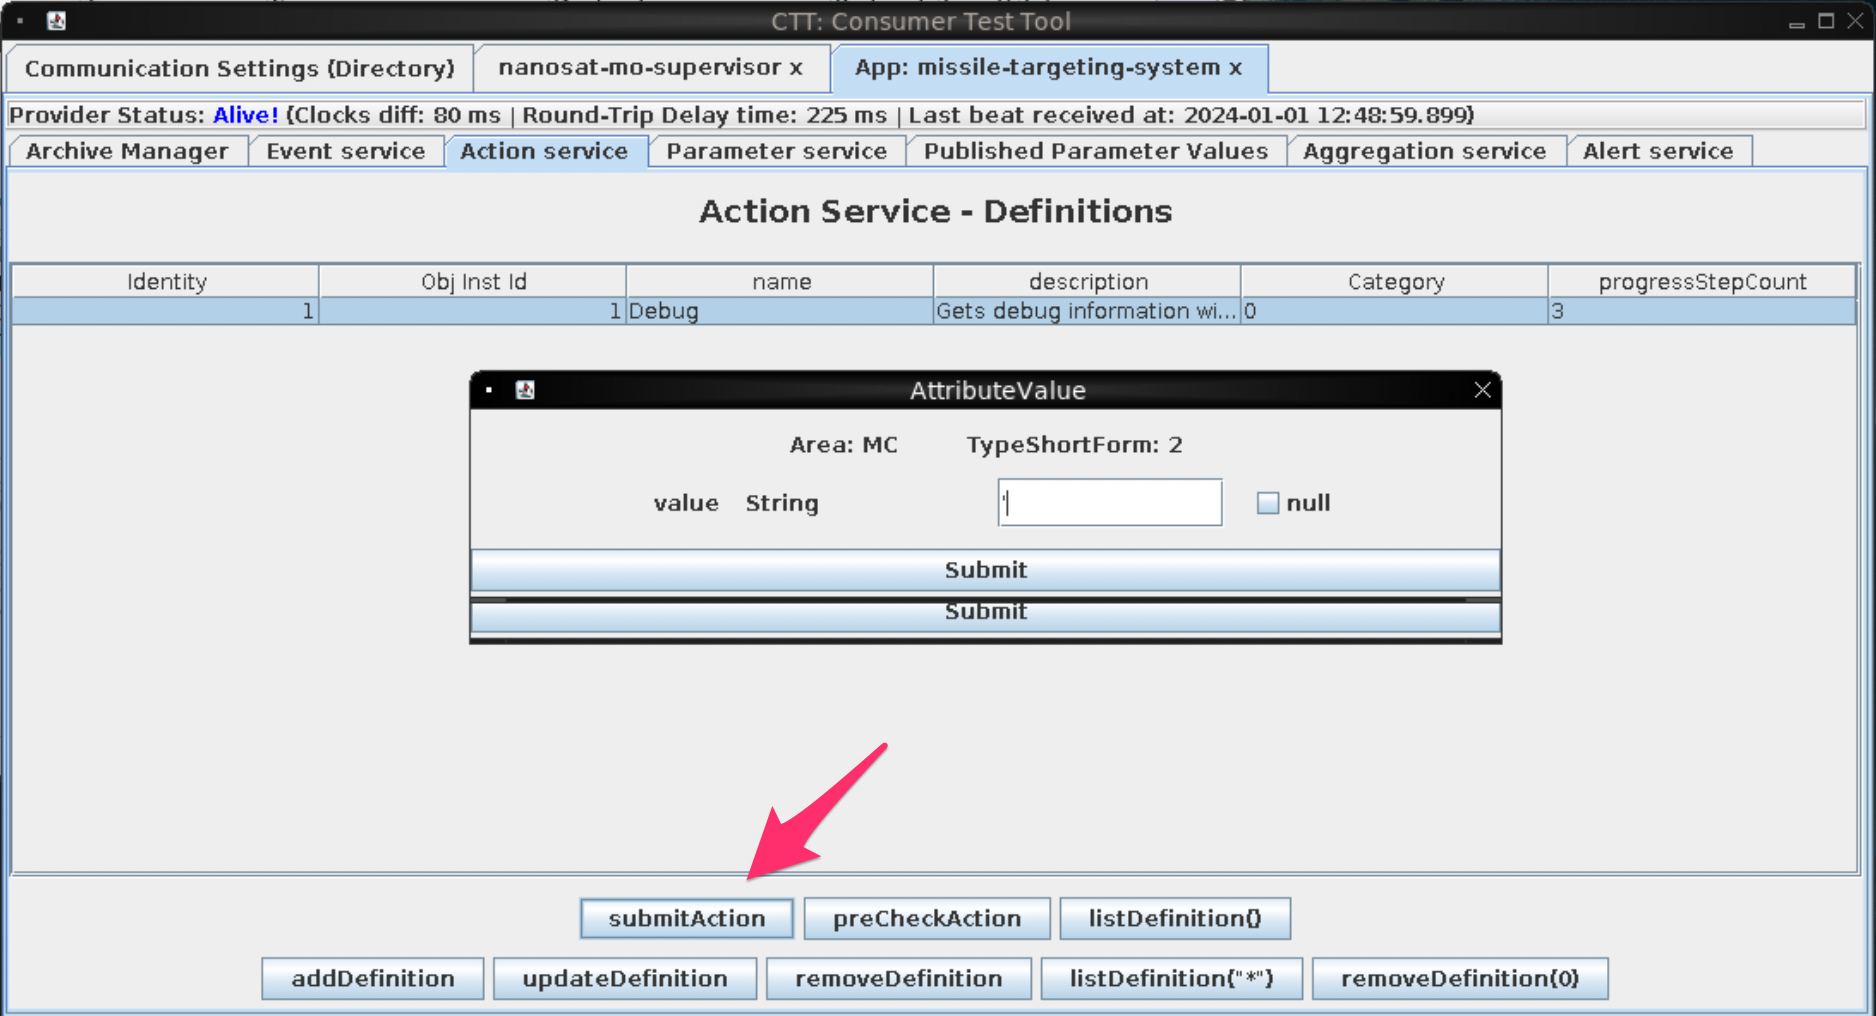 CTT: Consumer Test Tool
Communication Settings (Directory) nanosat-mo-supervisor x App: missile-targeting-system x
Provider Status: Alive! (Clocks diff: 80 ms | Round-Trip Delay time: 225 ms | Last beat received at: 2024-01-01 12:48:59.899)
Archive Manager Event service Action service Parameter service Published Parameter Values Aggregation service Alert service
Action Service - Definitions
Identity Obj Inst Id name description Category progressStepCount
1 1 Debug Gets debug information wi... 0 3
AttributeValue
Area: MC TypeShortForm: 2
value String ' null
Submit
Submit
submitAction preCheckAction listDefinition()
addDefinition updateDefinition removeDefinition listDefinition("*") removeDefinition(0)